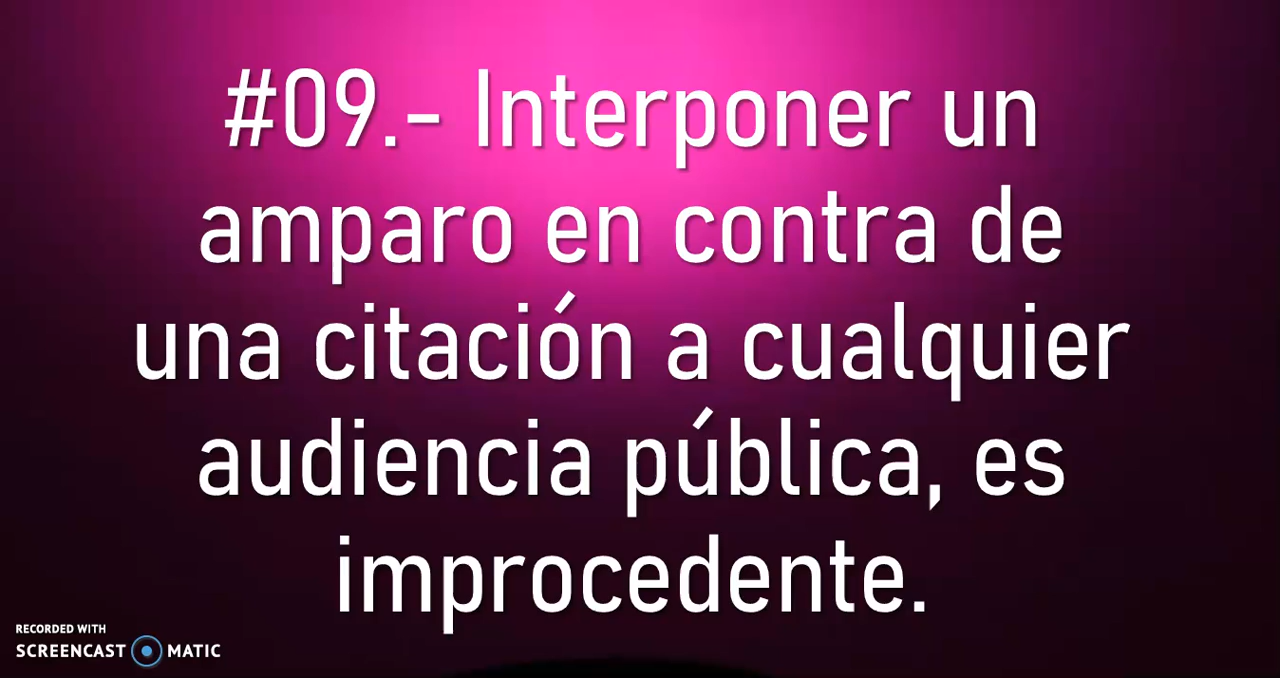 #09.- Interponer un
amparo en contra de
una citación a cualquier
audiencia pública, es
improcedente.
RECORDED WITH
SCREENCAST MATIC